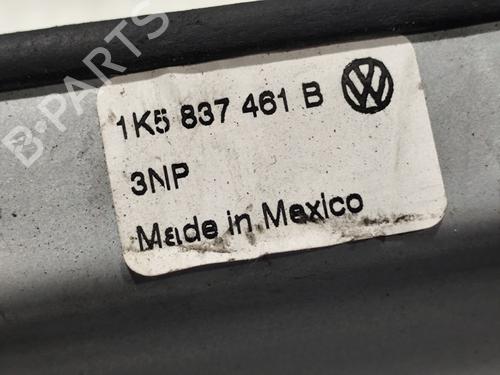 B-PARTS
1K5 837 461 B
3NP
Made in Mexico